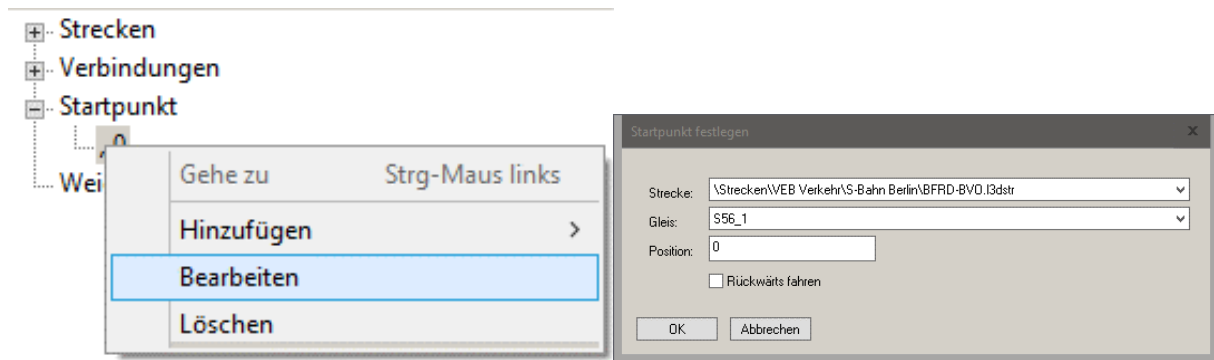 Strecken
Verbindungen
Startpunkt
Wei
Gehe zu Strg-Maus links
Hinzufügen
Bearbeiten
Löschen
Startpunkt festlegen x
Strecke: \Strecken\VEB Verkehr\S-Bahn Berlin\BFRD-BVO.l3dstr
Gleis: S56_1
Position: 0
Rückwärts fahren
OK Abbrechen